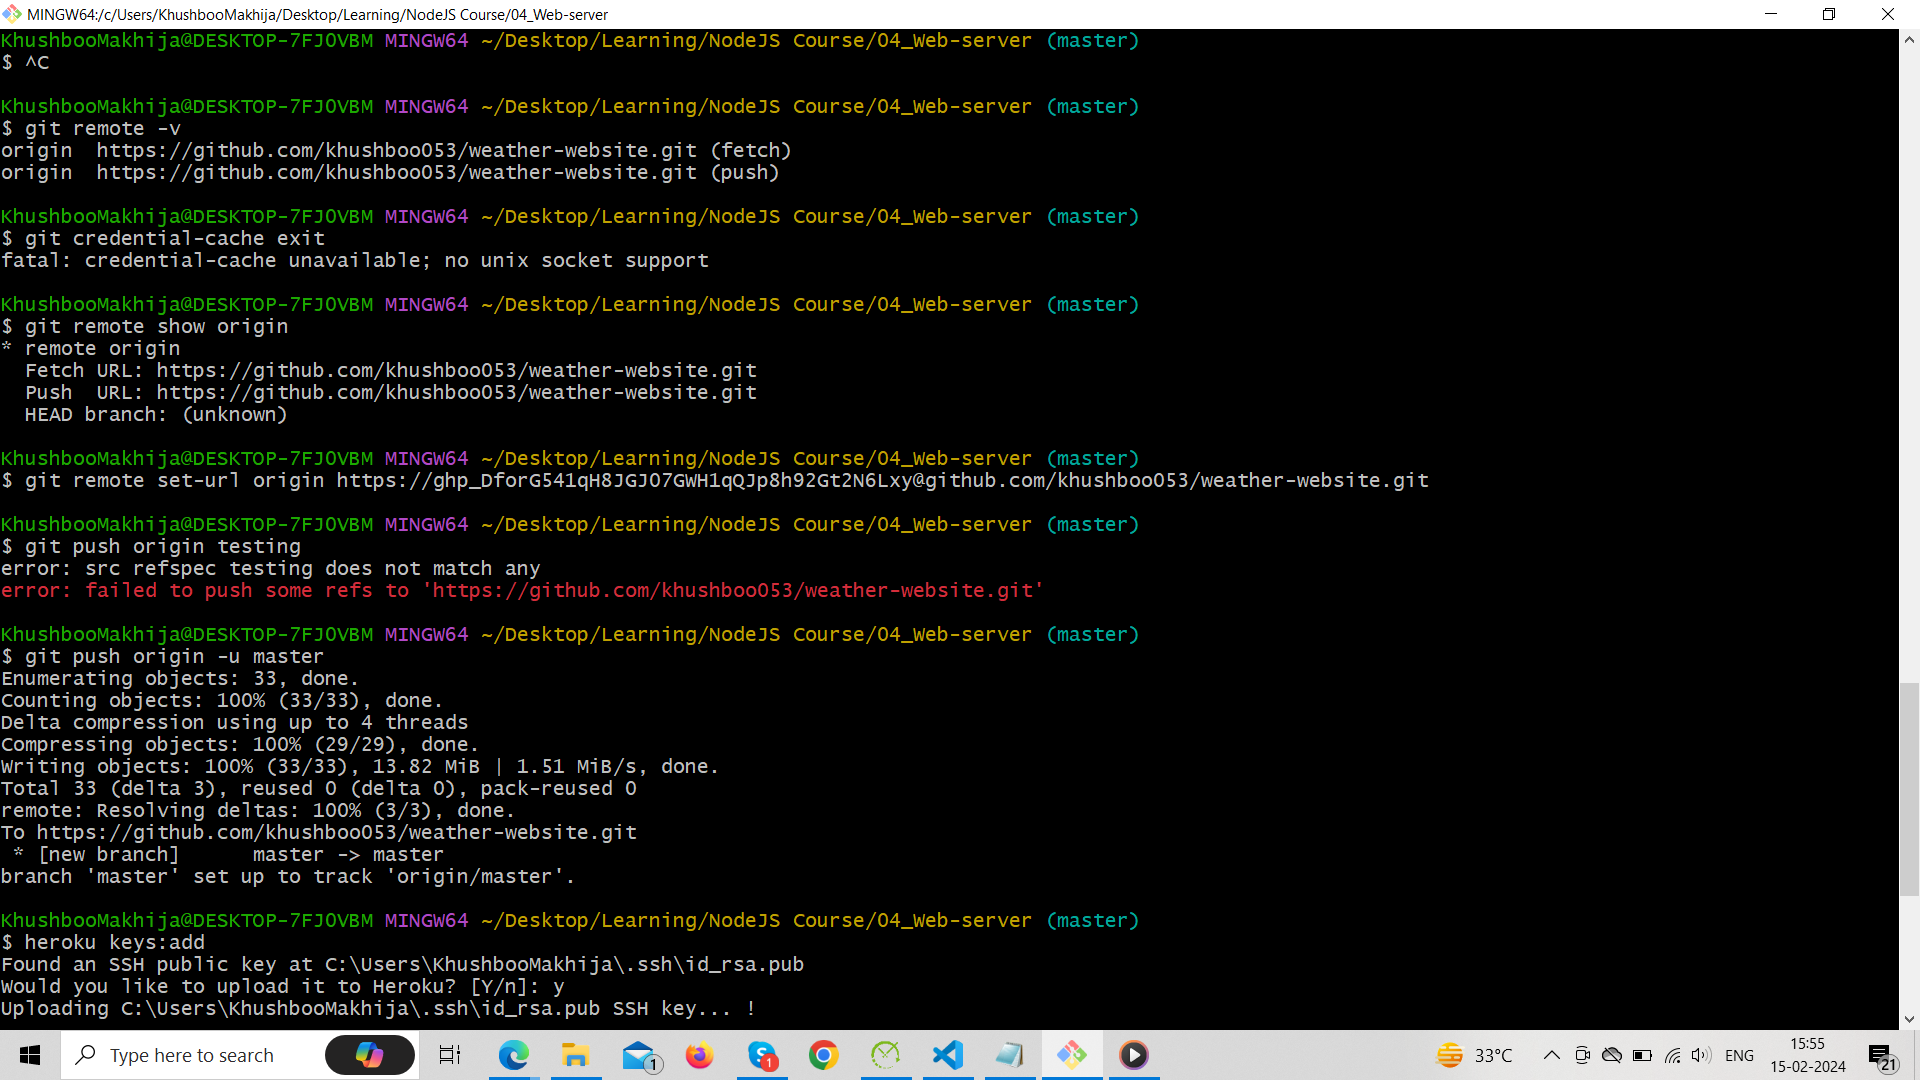 MINGW64:/c/Users/KhushbooMakhija/Desktop/Learning/NodeJS Course/04_Web-server
KhushbooMakhija@DESKTOP-7FJOVBM MINGW64 ~/Desktop/Learning/NodeJS Course/04_Web-server (master)
$ ^C
KhushbooMakhija@DESKTOP-7FJOVBM MINGW64 ~/Desktop/Learning/NodeJS Course/04_Web-server (master)
$ git remote -v
origin  https://github.com/khushboo053/weather-website.git (fetch)
origin  https://github.com/khushboo053/weather-website.git (push)
KhushbooMakhija@DESKTOP-7FJOVBM MINGW64 ~/Desktop/Learning/NodeJS Course/04_Web-server (master)
$ git credential-cache exit
fatal: credential-cache unavailable; no unix socket support
KhushbooMakhija@DESKTOP-7FJOVBM MINGW64 ~/Desktop/Learning/NodeJS Course/04_Web-server (master)
$ git remote show origin
* remote origin
  Fetch URL: https://github.com/khushboo053/weather-website.git
  Push  URL: https://github.com/khushboo053/weather-website.git
  HEAD branch: (unknown)
KhushbooMakhija@DESKTOP-7FJOVBM MINGW64 ~/Desktop/Learning/NodeJS Course/04_Web-server (master)
$ git remote set-url origin https://ghp_DforG541qH8JGJO7GWH1qQJp8h92Gt2N6Lxy@github.com/khushboo053/weather-website.git
KhushbooMakhija@DESKTOP-7FJOVBM MINGW64 ~/Desktop/Learning/NodeJS Course/04_Web-server (master)
$ git push origin testing
error: src refspec testing does not match any
error: failed to push some refs to 'https://github.com/khushboo053/weather-website.git'
KhushbooMakhija@DESKTOP-7FJOVBM MINGW64 ~/Desktop/Learning/NodeJS Course/04_Web-server (master)
$ git push origin -u master
Enumerating objects: 33, done.
Counting objects: 100% (33/33), done.
Delta compression using up to 4 threads
Compressing objects: 100% (29/29), done.
Writing objects: 100% (33/33), 13.82 MiB | 1.51 MiB/s, done.
Total 33 (delta 3), reused 0 (delta 0), pack-reused 0
remote: Resolving deltas: 100% (3/3), done.
To https://github.com/khushboo053/weather-website.git
 * [new branch]      master -> master
branch 'master' set up to track 'origin/master'.
KhushbooMakhija@DESKTOP-7FJOVBM MINGW64 ~/Desktop/Learning/NodeJS Course/04_Web-server (master)
$ heroku keys:add
Found an SSH public key at C:\Users\KhushbooMakhija\.ssh\id_rsa.pub
Would you like to upload it to Heroku? [Y/n]: y
Uploading C:\Users\KhushbooMakhija\.ssh\id_rsa.pub SSH key... !
Type here to search
1
1
33°C
ENG
15:55
15-02-2024
21